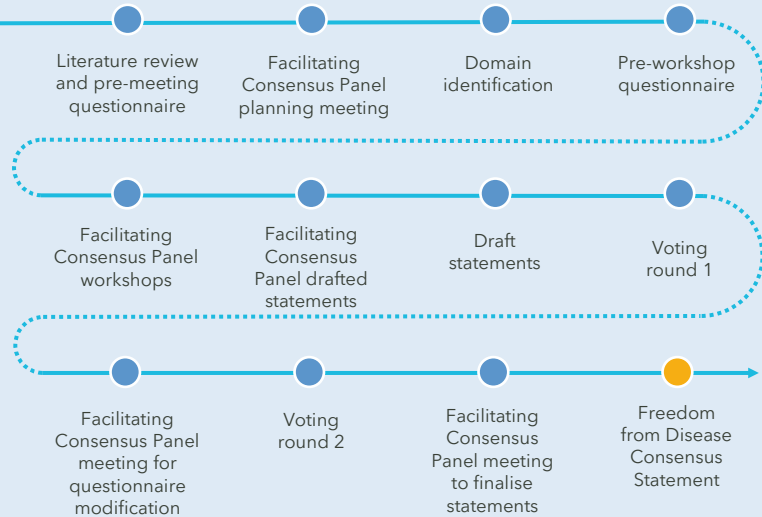 Literature review
and pre-meeting
questionnaire
Facilitating
Consensus Panel
planning meeting
Domain
identification
Pre-workshop
questionnaire
Facilitating
Consensus Panel
workshops
Facilitating
Consensus
Panel drafted
statements
Draft
statements
Voting
round 1
Facilitating
Consensus Panel
meeting for
questionnaire
modification
Voting
round 2
Facilitating
Consensus
Panel meeting
to finalise
statements
Freedom
from Disease
Consensus
Statement